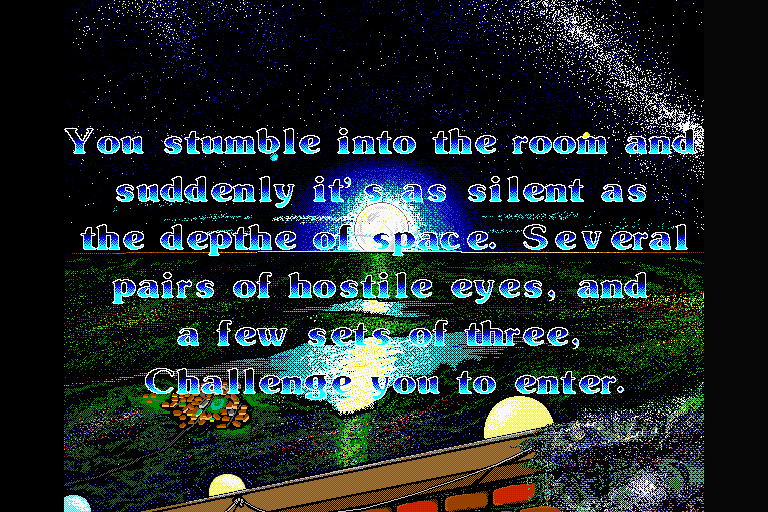 You stumble into the room and
suddenly it's as silent as
the depthe of space. Several
pairs of hostile eyes, and
a few sets of three,
Challenge you to enter.